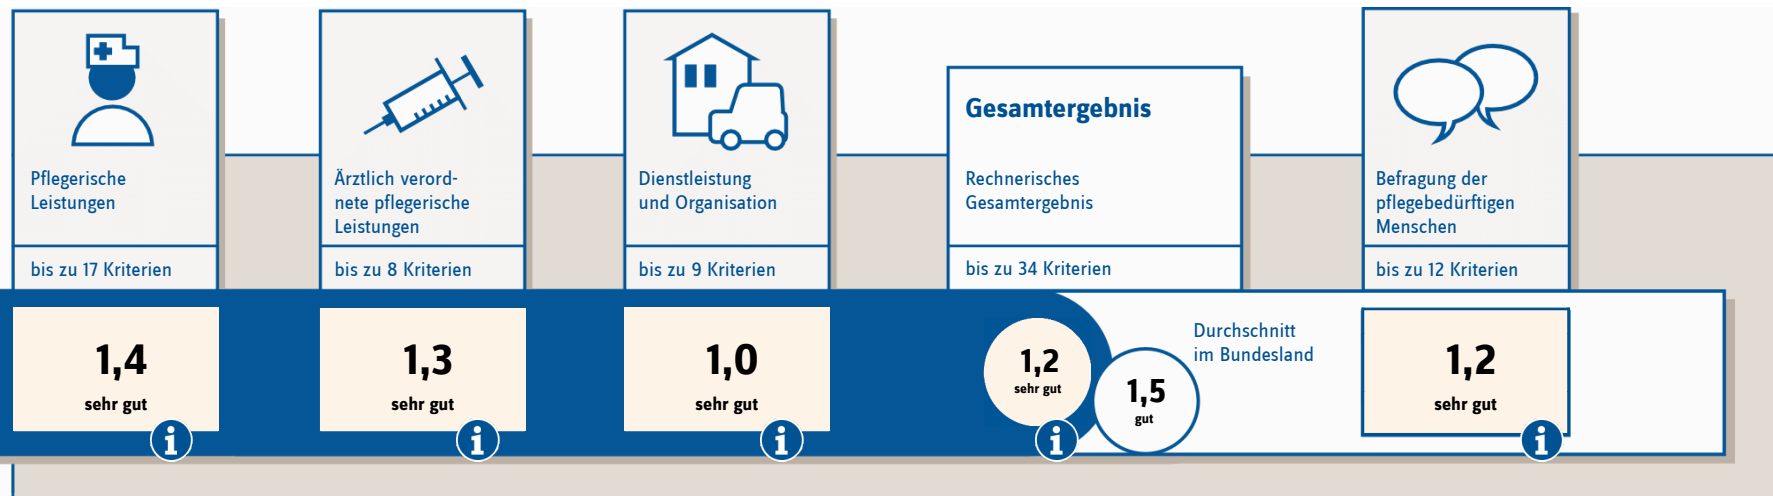 Pflegerische
Leistungen
bis zu 17 Kriterien
1,4
sehr gut
Ärztlich verord-
nete pflegerische
Leistungen
bis zu 8 Kriterien
1,3
sehr gut
Dienstleistung
und Organisation
bis zu 9 Kriterien
1,0
sehr gut
Gesamtergebnis
Rechnerisches
Gesamtergebnis
bis zu 34 Kriterien
1,2
sehr gut
1,5
gut
Durchschnitt
im Bundesland
Befragung der
pflegebedürftigen
Menschen
bis zu 12 Kriterien
1,2
sehr gut